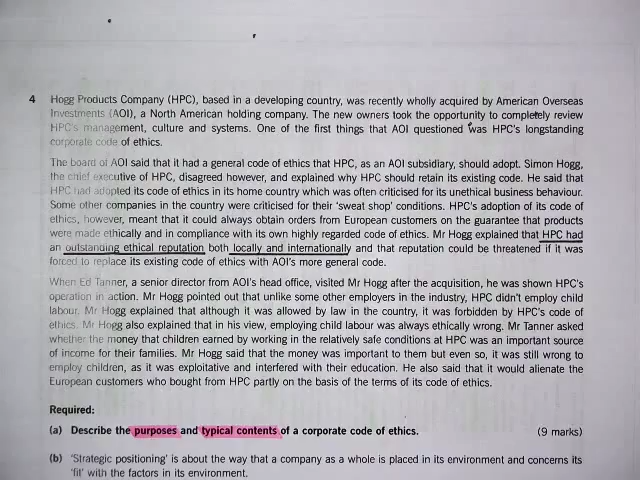 4 Hogg Products Company (HPC), based in a developing country, was recently wholly acquired by American Overseas
Investments (AOI), a North American holding company. The new owners took the opportunity to completely review
HPC's management, culture and systems. One of the first things that AOI questioned was HPC's longstanding
corporate code of ethics.
The board of AOI said that it had a general code of ethics that HPC, as an AOI subsidiary, should adopt. Simon Hogg,
the chief executive of HPC, disagreed however, and explained why HPC should retain its existing code. He said that
HPC had adopted its code of ethics in its home country which was often criticised for its unethical business behaviour.
Some other companies in the country were criticised for their 'sweat shop' conditions. HPC's adoption of its code of
ethics, however, meant that it could always obtain orders from European customers on the guarantee that products
were made ethically and in compliance with its own highly regarded code of ethics. Mr Hogg explained that HPC had
an outstanding ethical reputation both locally and internationally and that reputation could be threatened if it was
forced to replace its existing code of ethics with AOI's more general code.
When Ed Tanner, a senior director from AOI's head office, visited Mr Hogg after the acquisition, he was shown HPC's
operation in action. Mr Hogg pointed out that unlike some other employers in the industry, HPC didn't employ child
labour. Mr Hogg explained that although it was allowed by law in the country, it was forbidden by HPC's code of
ethics. Mr Hogg also explained that in his view, employing child labour was always ethically wrong. Mr Tanner asked
whether the money that children earned by working in the relatively safe conditions at HPC was an important source
of income for their families. Mr Hogg said that the money was important to them but even so, it was still wrong to
employ children, as it was exploitative and interfered with their education. He also said that it would alienate the
European customers who bought from HPC partly on the basis of the terms of its code of ethics.
Required:
(a) Describe the purposes and typical contents of a corporate code of ethics. (9 marks)
(b) 'Strategic positioning' is about the way that a company as a whole is placed in its environment and concerns its
'fit' with the factors in its environment.